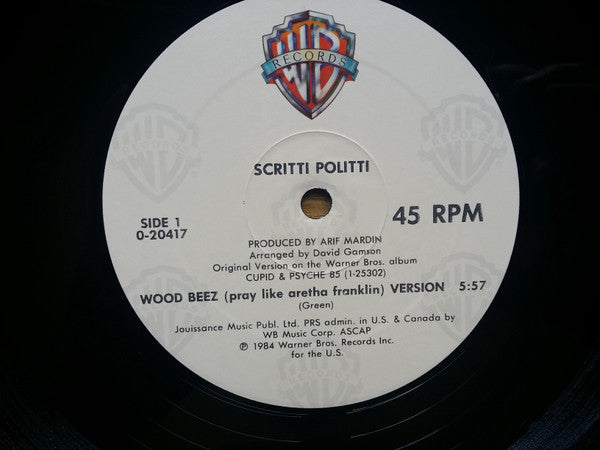 WB
RECORDS
SCRITTI POLITTI
SIDE 1
0-20417
45 RPM
PRODUCED BY ARIF MARDIN
Arranged by David Gamson
Original Version on the Warner Bros. album
CUPID & PSYCHE 85 (1-25302)
WOOD BEEZ (pray like aretha franklin) VERSION 5:57
(Green)
Jouissance Music Publ. Ltd. PRS admin. in U.S. & Canada by
WB Music Corp. ASCAP
℗ 1984 Warner Bros. Records Inc.
for the U.S.